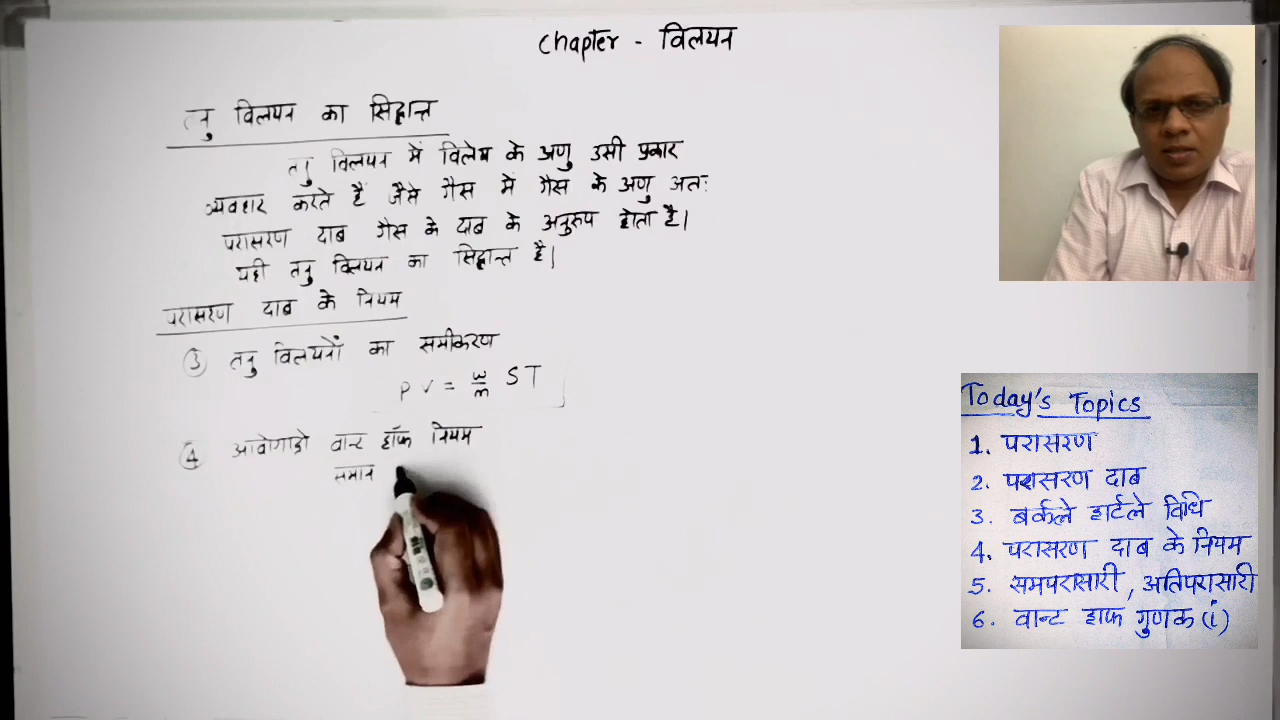 Chapter - विलयन
तनु विलयन का सिद्धान्त
तनु विलयन में विलेय के अणु उसी प्रकार
व्यवहार करते हैं जैसे गैस में गैस के अणु अतः
परासरण दाब गैस के दाब के अनुरूप होता है।
यही तनु विलयन का सिद्धान्त है।
परासरण दाब के नियम
③ तनु विलयनों का समीकरण
PV = w/m ST
④ आवोगाद्रो वान्ट हॉफ नियम
समान
Today's Topics
1. परासरण
2. परासरण दाब
3. बर्कले हार्टले विधि
4. परासरण दाब के नियम
5. समपरासारी, अतिपरासारी
6. वान्ट हाफ गुणक (i)